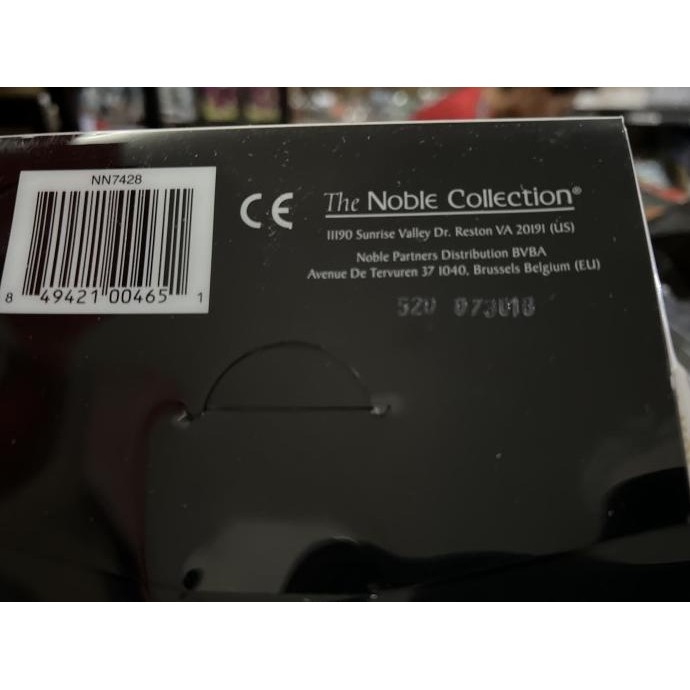 NN7428
8 49421 00465 1
CE The Noble Collection®
11190 Sunrise Valley Dr. Reston VA 20191 (US)
Noble Partners Distribution BVBA
Avenue De Tervuren 37 1040, Brussels Belgium (EU)